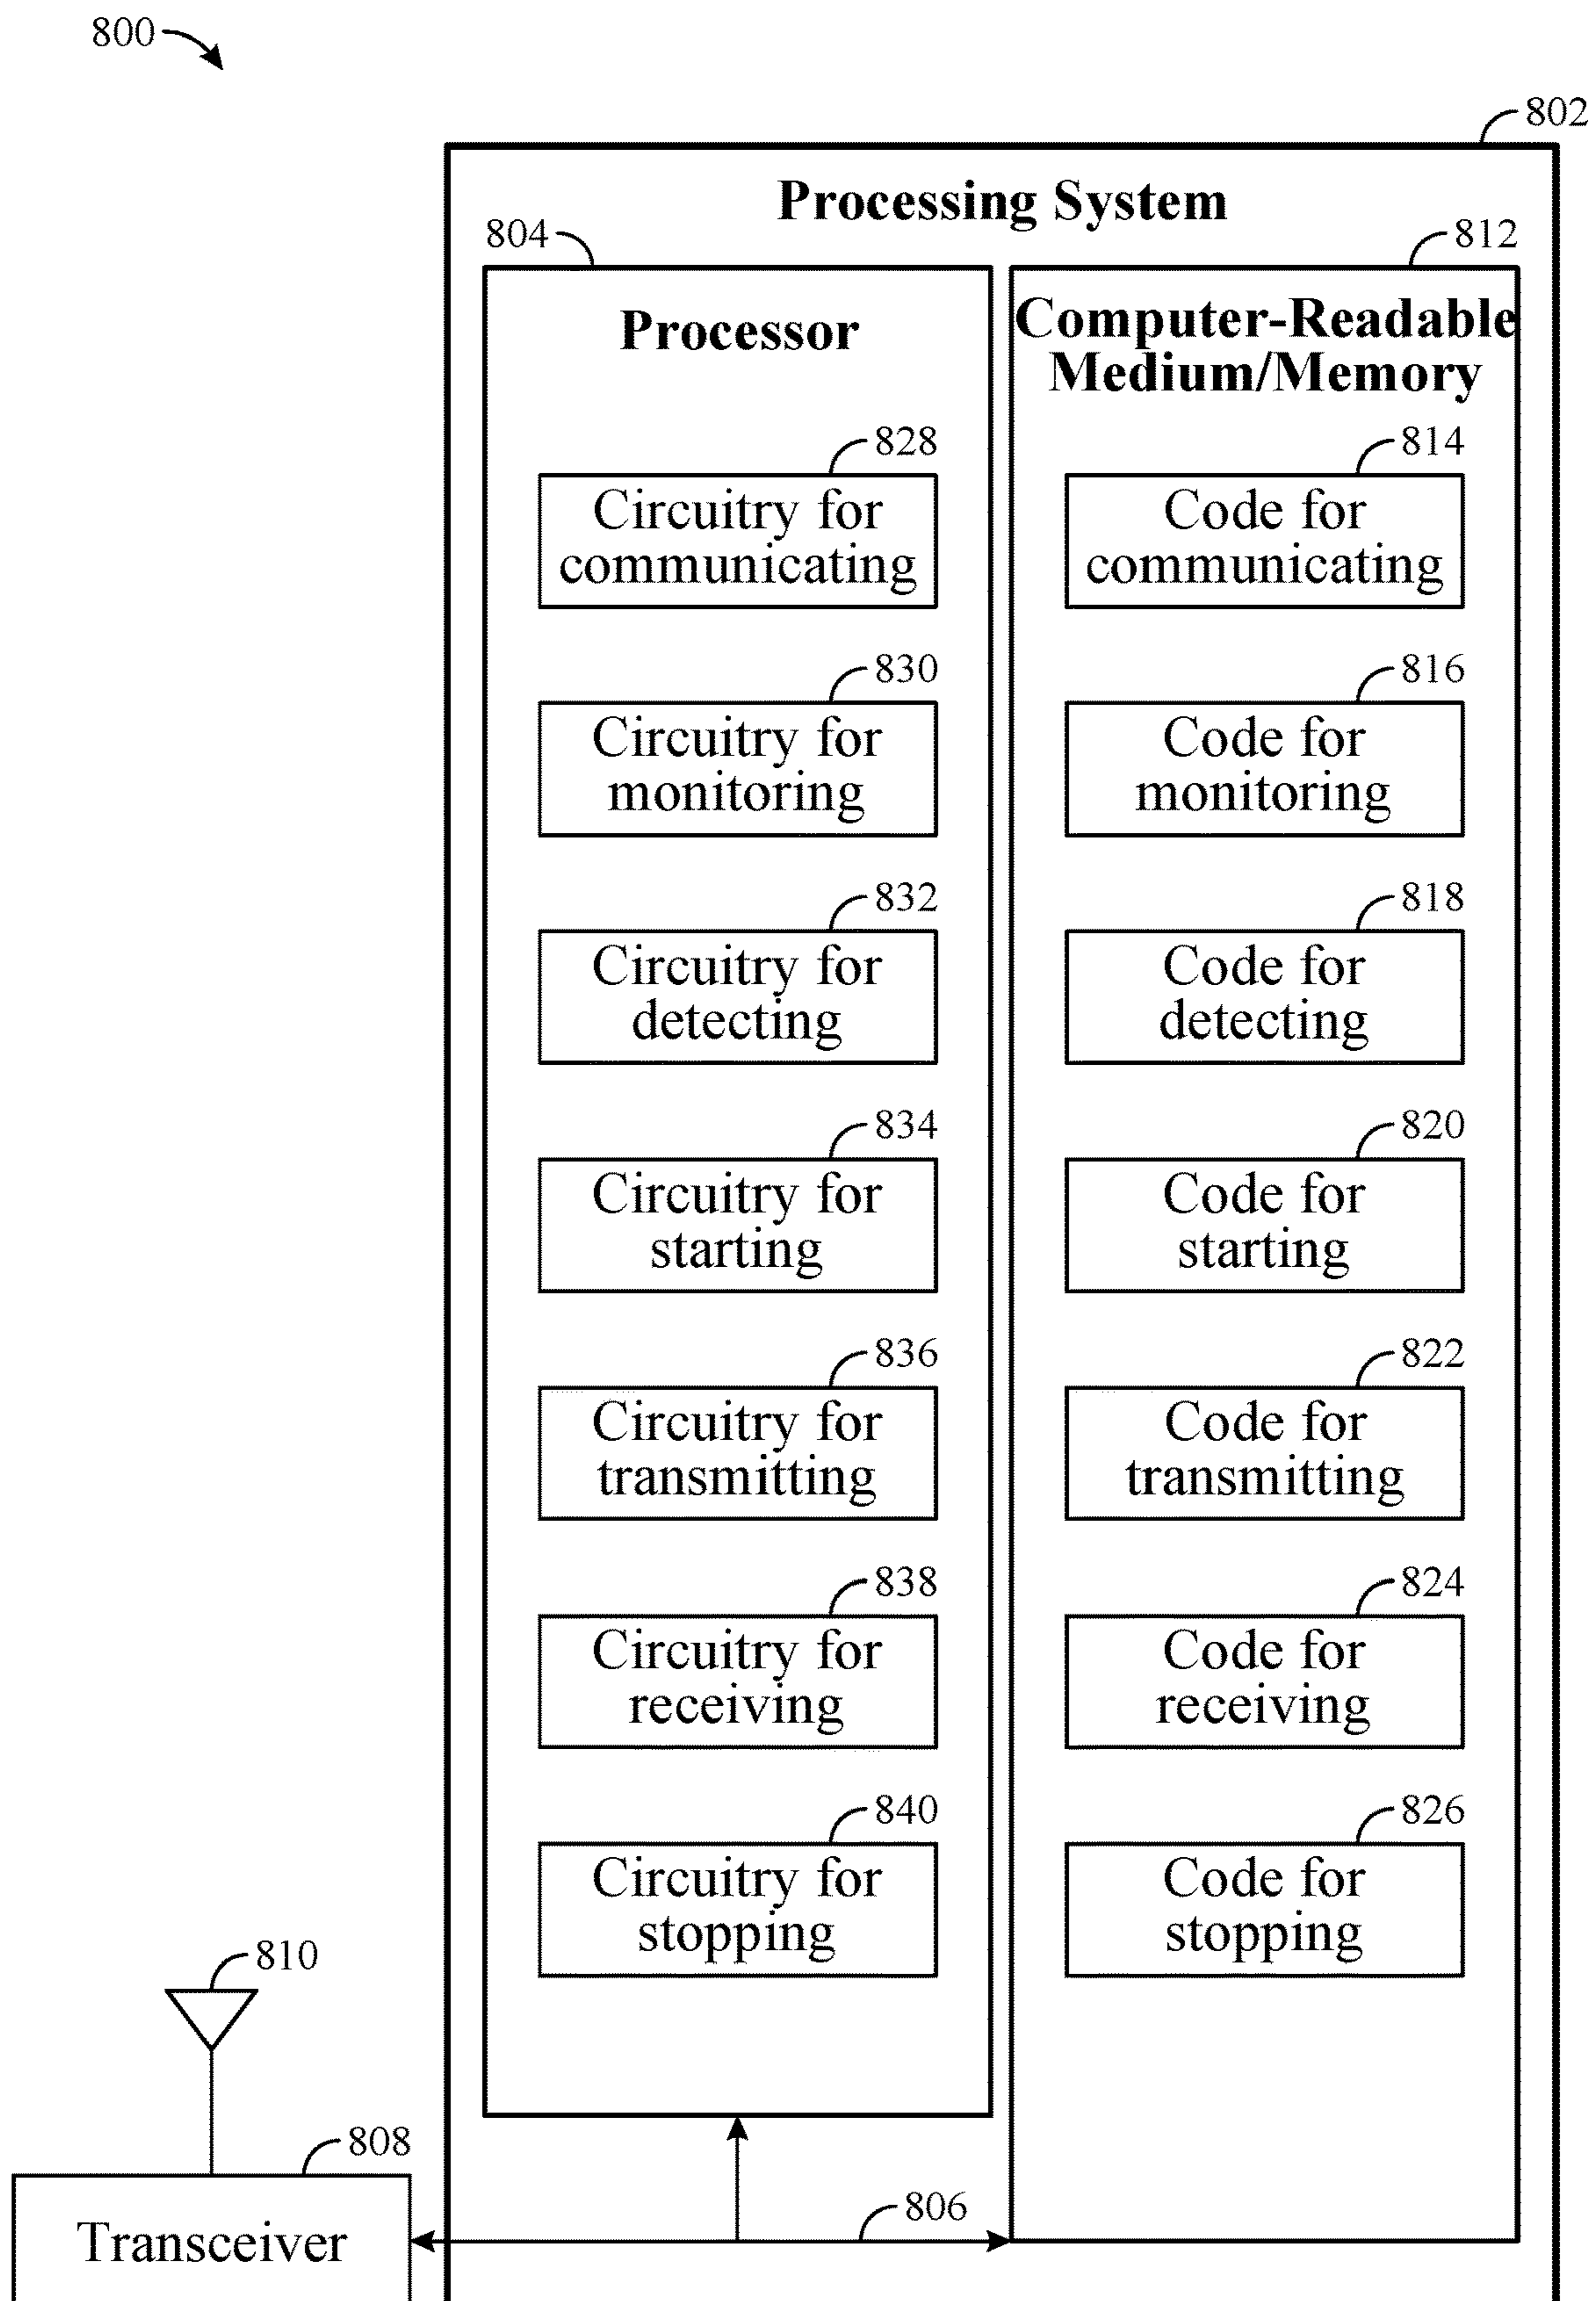 800
802
Processing System
804
812
Processor
Computer-Readable
Medium/Memory
828
Circuitry for
communicating
814
Code for
communicating
830
Circuitry for
monitoring
816
Code for
monitoring
832
Circuitry for
detecting
818
Code for
detecting
834
Circuitry for
starting
820
Code for
starting
836
Circuitry for
transmitting
822
Code for
transmitting
838
Circuitry for
receiving
824
Code for
receiving
840
Circuitry for
stopping
826
Code for
stopping
810
808
Transceiver
806